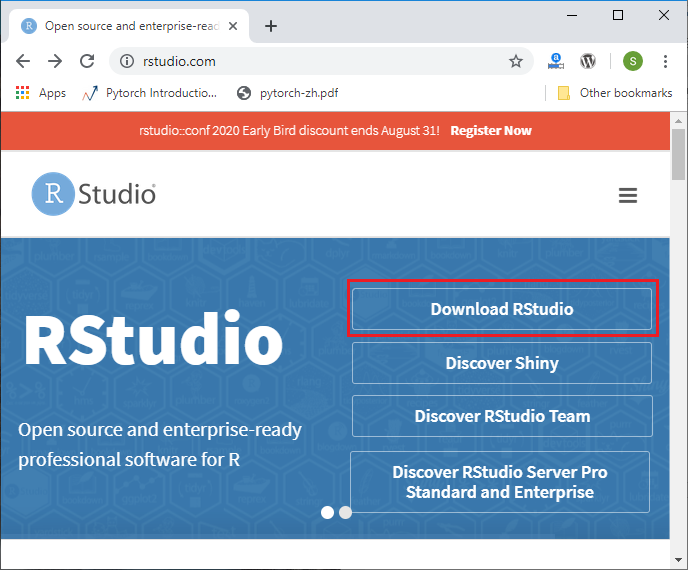 Open source and enterprise-read
rstudio.com
S
Apps
Pytorch Introductio...
pytorch-zh.pdf
Other bookmarks
rstudio::conf 2020 Early Bird discount ends August 31! Register Now
R Studio®
RStudio
Open source and enterprise-ready
professional software for R
Download RStudio
Discover Shiny
Discover RStudio Team
Discover RStudio Server Pro
Standard and Enterprise